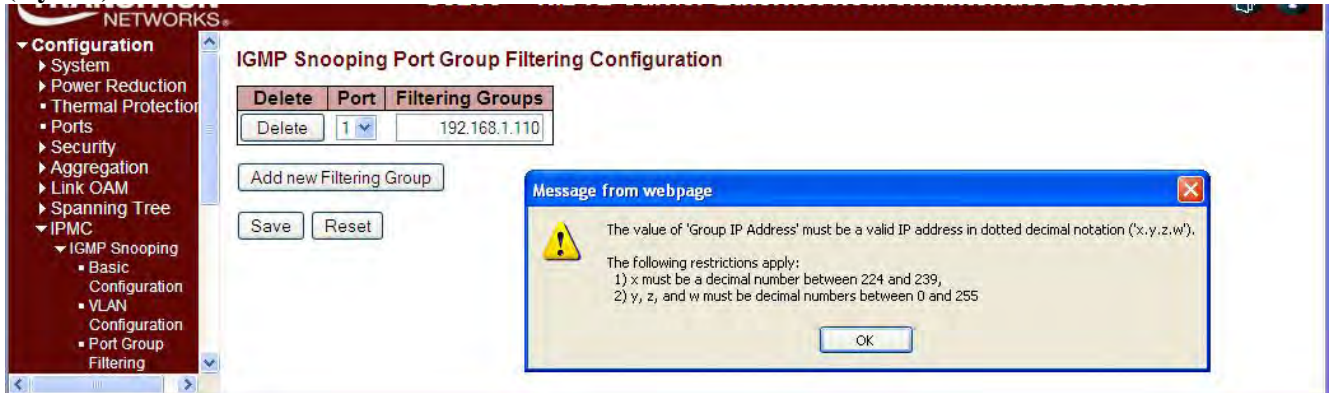 NETWORKS
Configuration
System
Power Reduction
Thermal Protection
Ports
Security
Aggregation
Link OAM
Spanning Tree
IPMC
IGMP Snooping
Basic
Configuration
VLAN
Configuration
Port Group
Filtering
IGMP Snooping Port Group Filtering Configuration
Delete Port Filtering Groups
Delete 1 192.168.1.110
Add new Filtering Group
Save Reset
Message from webpage
The value of 'Group IP Address' must be a valid IP address in dotted decimal notation ('x.y.z.w').
The following restrictions apply:
1) x must be a decimal number between 224 and 239,
2) y, z, and w must be decimal numbers between 0 and 255
OK